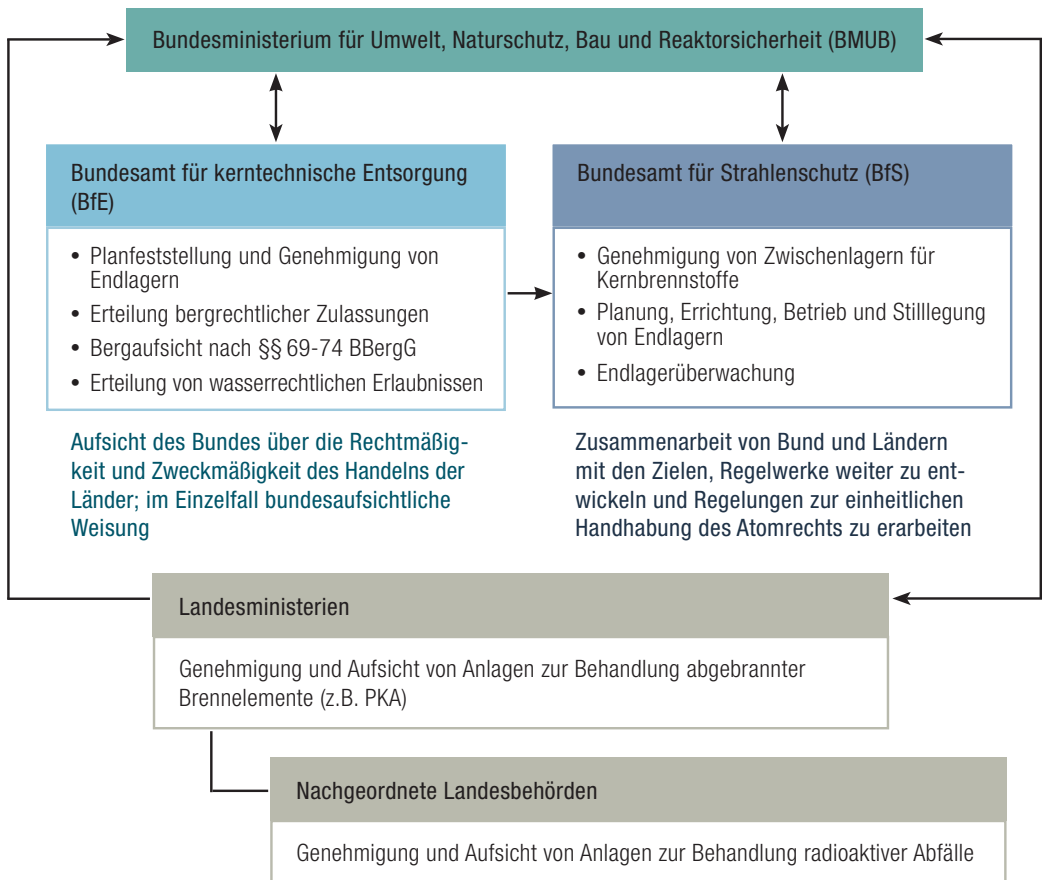 Bundesministerium für Umwelt, Naturschutz, Bau und Reaktorsicherheit (BMUB)
Bundesamt für kerntechnische Entsorgung
(BfE)
• Planfeststellung und Genehmigung von
Endlagern
• Erteilung bergrechtlicher Zulassungen
• Bergaufsicht nach §§ 69-74 BBergG
• Erteilung von wasserrechtlichen Erlaubnissen
Bundesamt für Strahlenschutz (BfS)
• Genehmigung von Zwischenlagern für
Kernbrennstoffe
• Planung, Errichtung, Betrieb und Stilllegung
von Endlagern
• Endlagerüberwachung
Aufsicht des Bundes über die Rechtmäßig-
keit und Zweckmäßigkeit des Handelns der
Länder; im Einzelfall bundesaufsichtliche
Weisung
Zusammenarbeit von Bund und Ländern
mit den Zielen, Regelwerke weiter zu ent-
wickeln und Regelungen zur einheitlichen
Handhabung des Atomrechts zu erarbeiten
Landesministerien
Genehmigung und Aufsicht von Anlagen zur Behandlung abgebrannter
Brennelemente (z.B. PKA)
Nachgeordnete Landesbehörden
Genehmigung und Aufsicht von Anlagen zur Behandlung radioaktiver Abfälle